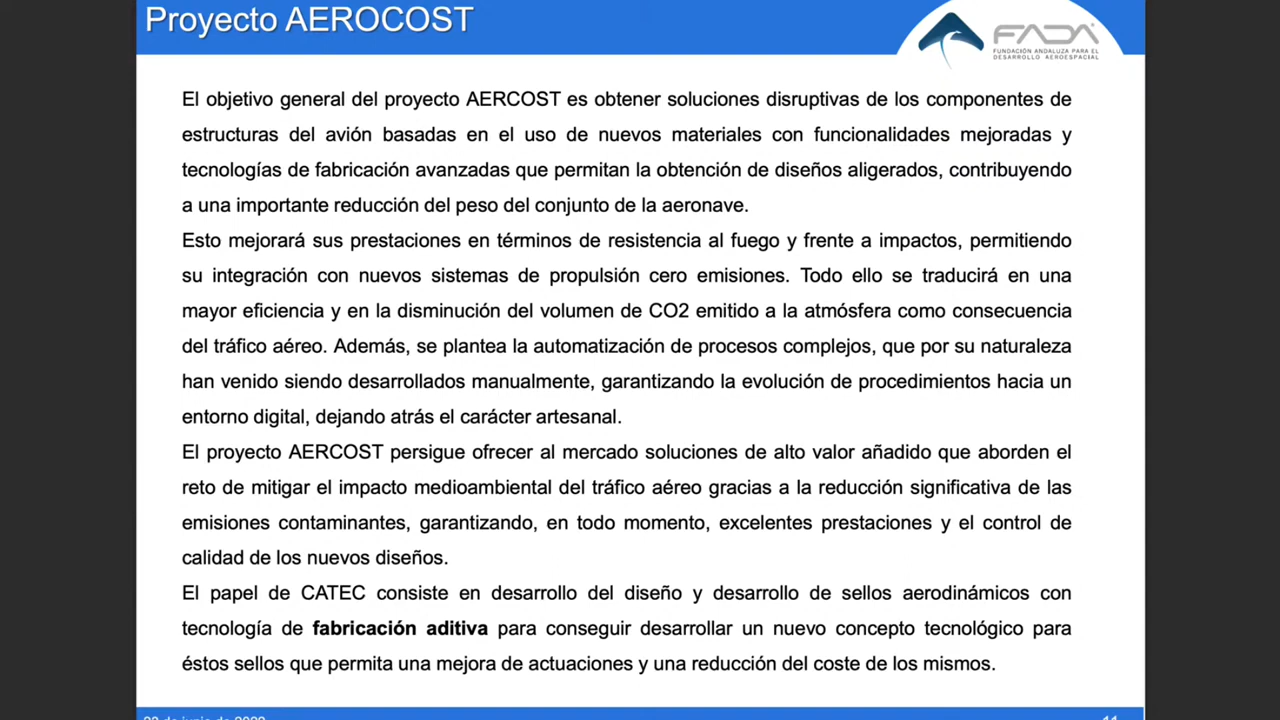 Proyecto AEROCOST
FADA
FUNDACIÓN ANDALUZA PARA EL
DESARROLLO AEROESPACIAL
El objetivo general del proyecto AERCOST es obtener soluciones disruptivas de los componentes de
estructuras del avión basadas en el uso de nuevos materiales con funcionalidades mejoradas y
tecnologías de fabricación avanzadas que permitan la obtención de diseños aligerados, contribuyendo
a una importante reducción del peso del conjunto de la aeronave.
Esto mejorará sus prestaciones en términos de resistencia al fuego y frente a impactos, permitiendo
su integración con nuevos sistemas de propulsión cero emisiones. Todo ello se traducirá en una
mayor eficiencia y en la disminución del volumen de CO2 emitido a la atmósfera como consecuencia
del tráfico aéreo. Además, se plantea la automatización de procesos complejos, que por su naturaleza
han venido siendo desarrollados manualmente, garantizando la evolución de procedimientos hacia un
entorno digital, dejando atrás el carácter artesanal.
El proyecto AERCOST persigue ofrecer al mercado soluciones de alto valor añadido que aborden el
reto de mitigar el impacto medioambiental del tráfico aéreo gracias a la reducción significativa de las
emisiones contaminantes, garantizando, en todo momento, excelentes prestaciones y el control de
calidad de los nuevos diseños.
El papel de CATEC consiste en desarrollo del diseño y desarrollo de sellos aerodinámicos con
tecnología de fabricación aditiva para conseguir desarrollar un nuevo concepto tecnológico para
éstos sellos que permita una mejora de actuaciones y una reducción del coste de los mismos.
de junio de
11